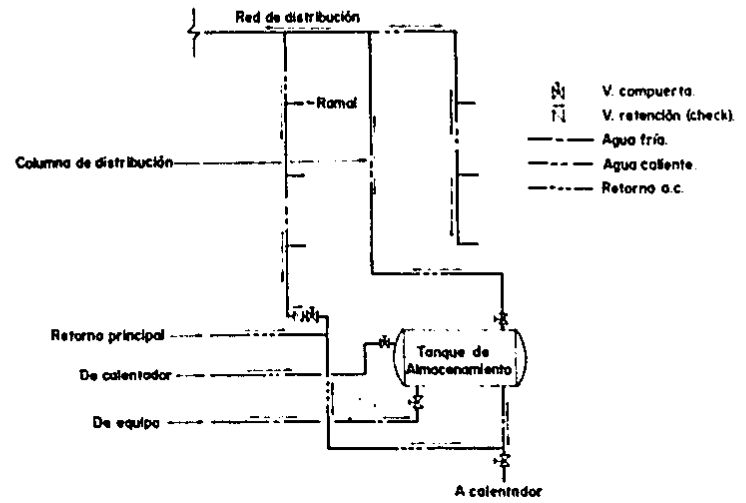 Red de distribución
Ramal
Columna de distribución
V. compuerta.
V. retención (check).
Agua fría.
Agua caliente.
Retorno a.c.
Retorno principal
De calentador
De equipo
Tanque de
Almacenamiento
A calentador